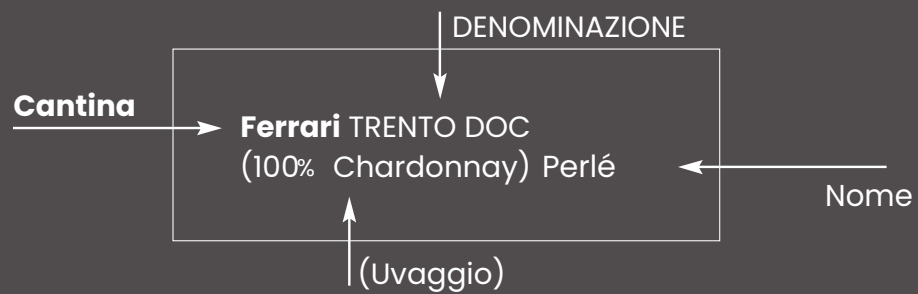 DENOMINAZIONE
Cantina
Ferrari TRENTO DOC
(100% Chardonnay) Perlé
Nome
(Uvaggio)